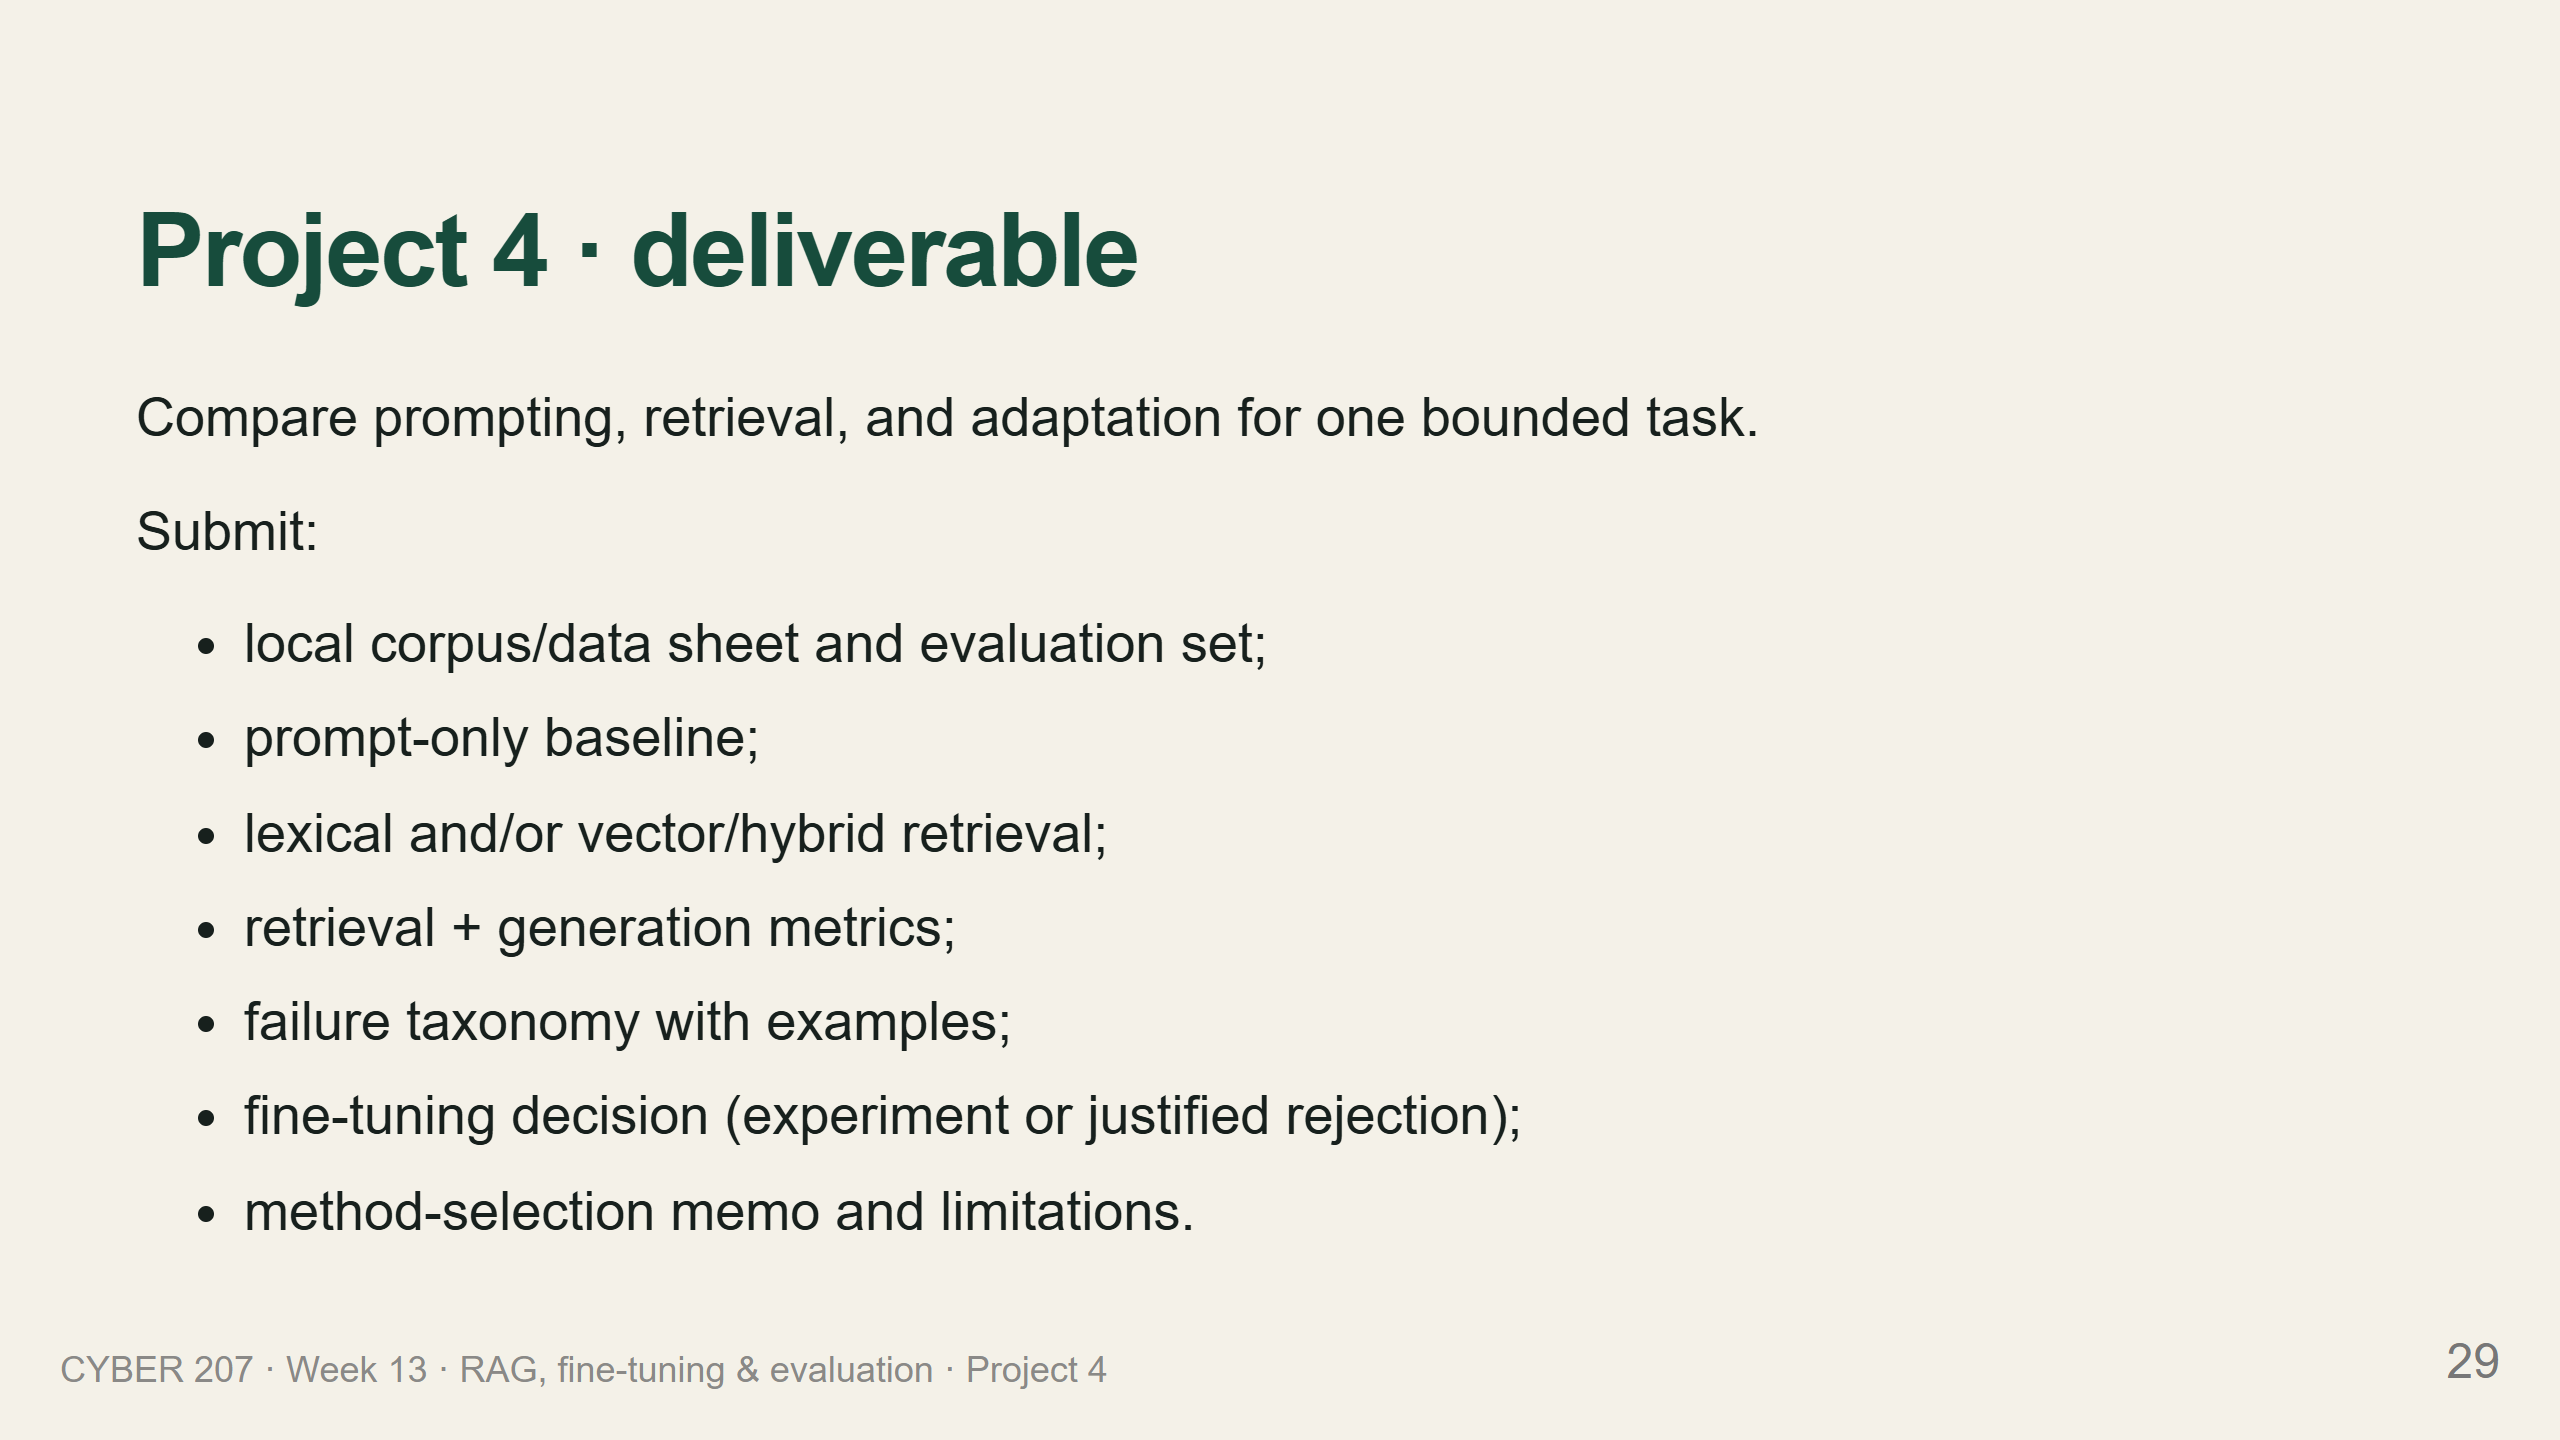 Project 4 · deliverable
Compare prompting, retrieval, and adaptation for one bounded task.
Submit:
• local corpus/data sheet and evaluation set;
• prompt-only baseline;
• lexical and/or vector/hybrid retrieval;
• retrieval + generation metrics;
• failure taxonomy with examples;
• fine-tuning decision (experiment or justified rejection);
• method-selection memo and limitations.
CYBER 207 · Week 13 · RAG, fine-tuning & evaluation · Project 4
29